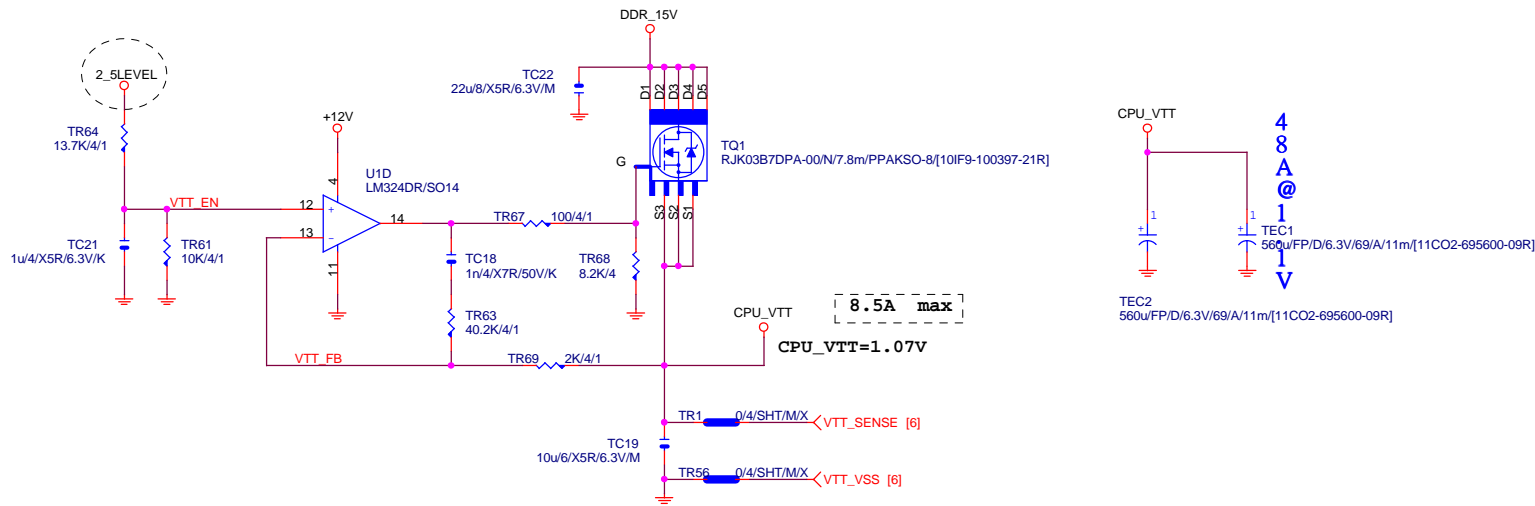 DDR_15V
2_5LEVEL
TC22
22u/8/X5R/6.3V/M
D1
D2
D3
D4
D5
CPU_VTT
TR64
13.7K/4/1
+12V
4
U1D
LM324DR/SO14
G
TQ1
RJK03B7DPA-00/N/7.8m/PPAKSO-8/[10IF9-100397-21R]
48A@1.1V
VTT_EN
12
+
13
-
14
11
TR67
100/4/1
S3
S2
S1
1
+
1
+
TEC1
560u/FP/D/6.3V/69/A/11m/[11CO2-695600-09R]
TC21
1u/4/X5R/6.3V/K
TR61
10K/4/1
TC18
1n/4/X7R/50V/K
TR68
8.2K/4
TEC2
560u/FP/D/6.3V/69/A/11m/[11CO2-695600-09R]
TR63
40.2K/4/1
CPU_VTT
8.5A max
CPU_VTT=1.07V
VTT_FB
TR69
2K/4/1
TR1
0/4/SHT/M/X
VTT_SENSE [6]
TC19
10u/6/X5R/6.3V/M
TR56
0/4/SHT/M/X
VTT_VSS [6]